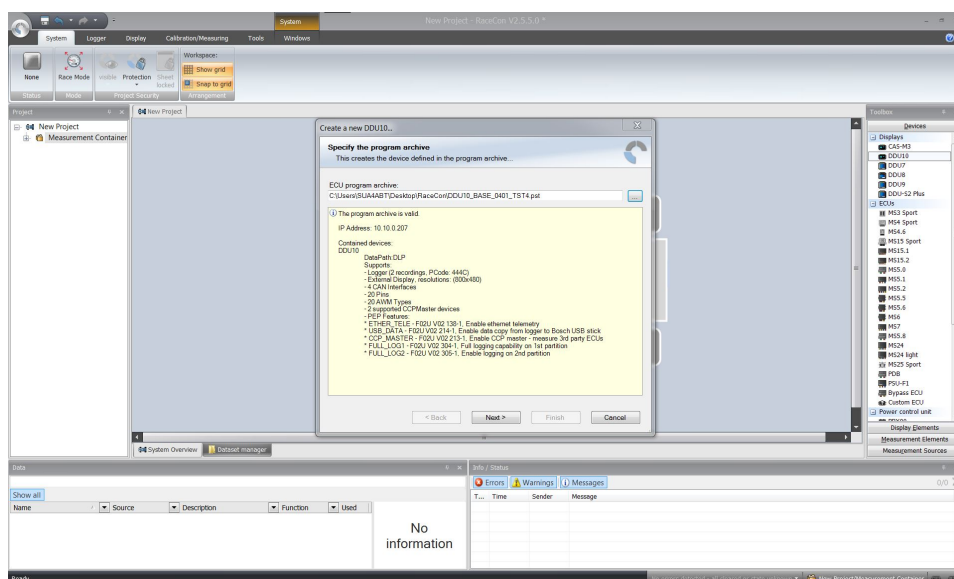 System
New Project - RaceCon V2.5.5.0 *
System
Logger
Display
Calibration/Measuring
Tools
Windows
None
Race Mode
visible
Protection
Sheet
locked
Workspace:
Show grid
Snap to grid
Status
Mode
Project Security
Arrangement
Project
New Project
New Project
Measurement Container
Create a new DDU10...
Specify the program archive
This creates the device defined in the program archive...
ECU program archive:
C:\Users\SUA4ABT\Desktop\RaceCon\DDU10_BASE_0401_TST4.pst
...
The program archive is valid.
IP Address: 10.10.0.207
Contained devices:
DDU10
DataPath:DLP
Supports:
- Logger (2 recordings, PCode: 444C)
- External Display, resolutions: (800x480)
- 4 CAN Interfaces
- 20 Pins
- 20 AWM Types
- 2 supported CCPMaster devices
- PEP Features:
* ETHER_TELE - F02U V02 138-1, Enable ethernet telemetry
* USB_DATA - F02U V02 214-1, Enable data copy from logger to Bosch USB stick
* CCP_MASTER - F02U V02 213-1, Enable CCP master - measure 3rd party ECUs
* FULL_LOG1 - F02U V02 304-1, Full logging capability on 1st partition
* FULL_LOG2 - F02U V02 305-1, Enable logging on 2nd partition
< Back
Next >
Finish
Cancel
Toolbox
Devices
Displays
CAS-M3
DDU10
DDU7
DDU8
DDU9
DDU-S2 Plus
ECUs
MS3 Sport
MS4 Sport
MS4.6
MS15 Sport
MS15.1
MS15.2
MS5.0
MS5.1
MS5.2
MS5.5
MS5.6
MS6
MS7
MS5.8
MS24
MS24 light
MS25 Sport
PDB
PSU-F1
Bypass ECU
Custom ECU
Power control unit
Display Elements
Measurement Elements
Measurement Sources
System Overview
Dataset manager
Data
Show all
Name
Source
Description
Function
Used
No
information
Info / Status
Errors
Warnings
Messages
0/0
T...
Time
Sender
Message
Ready
New Project/Measurement Container